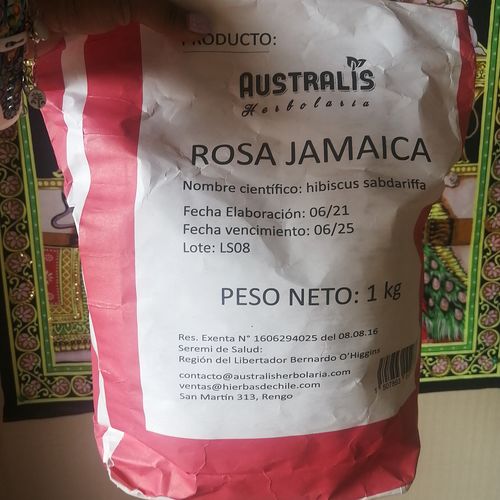 PRODUCTO:
AUSTRALIS
Herbolaria
ROSA JAMAICA
Nombre científico: hibiscus sabdariffa
Fecha Elaboración: 06/21
Fecha vencimiento: 06/25
Lote: LS08
PESO NETO: 1 kg
Res. Exenta N° 1606294025 del 08.08.16
Seremi de Salud:
Región del Libertador Bernardo O'Higgins
contacto@australisherbolaria.com
ventas@hierbasdechile.com
San Martín 313, Rengo